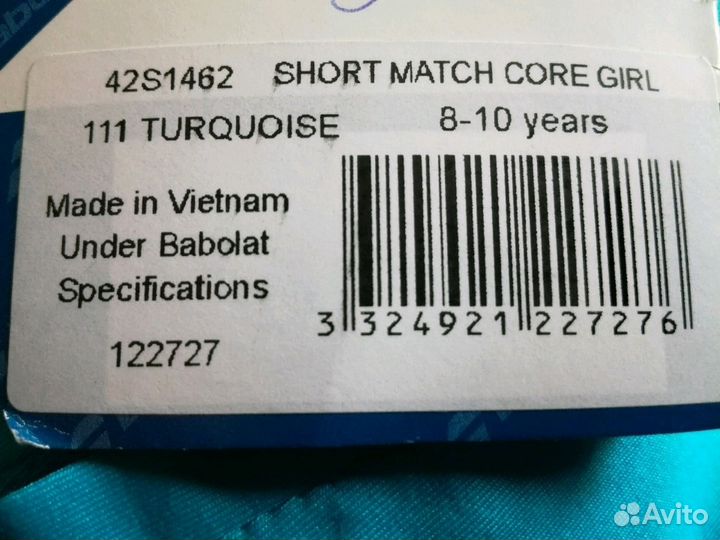 42S1462 SHORT MATCH CORE GIRL
111 TURQUOISE 8-10 years
Made in Vietnam
Under Babolat
Specifications
122727
3 324921 227276
Avito